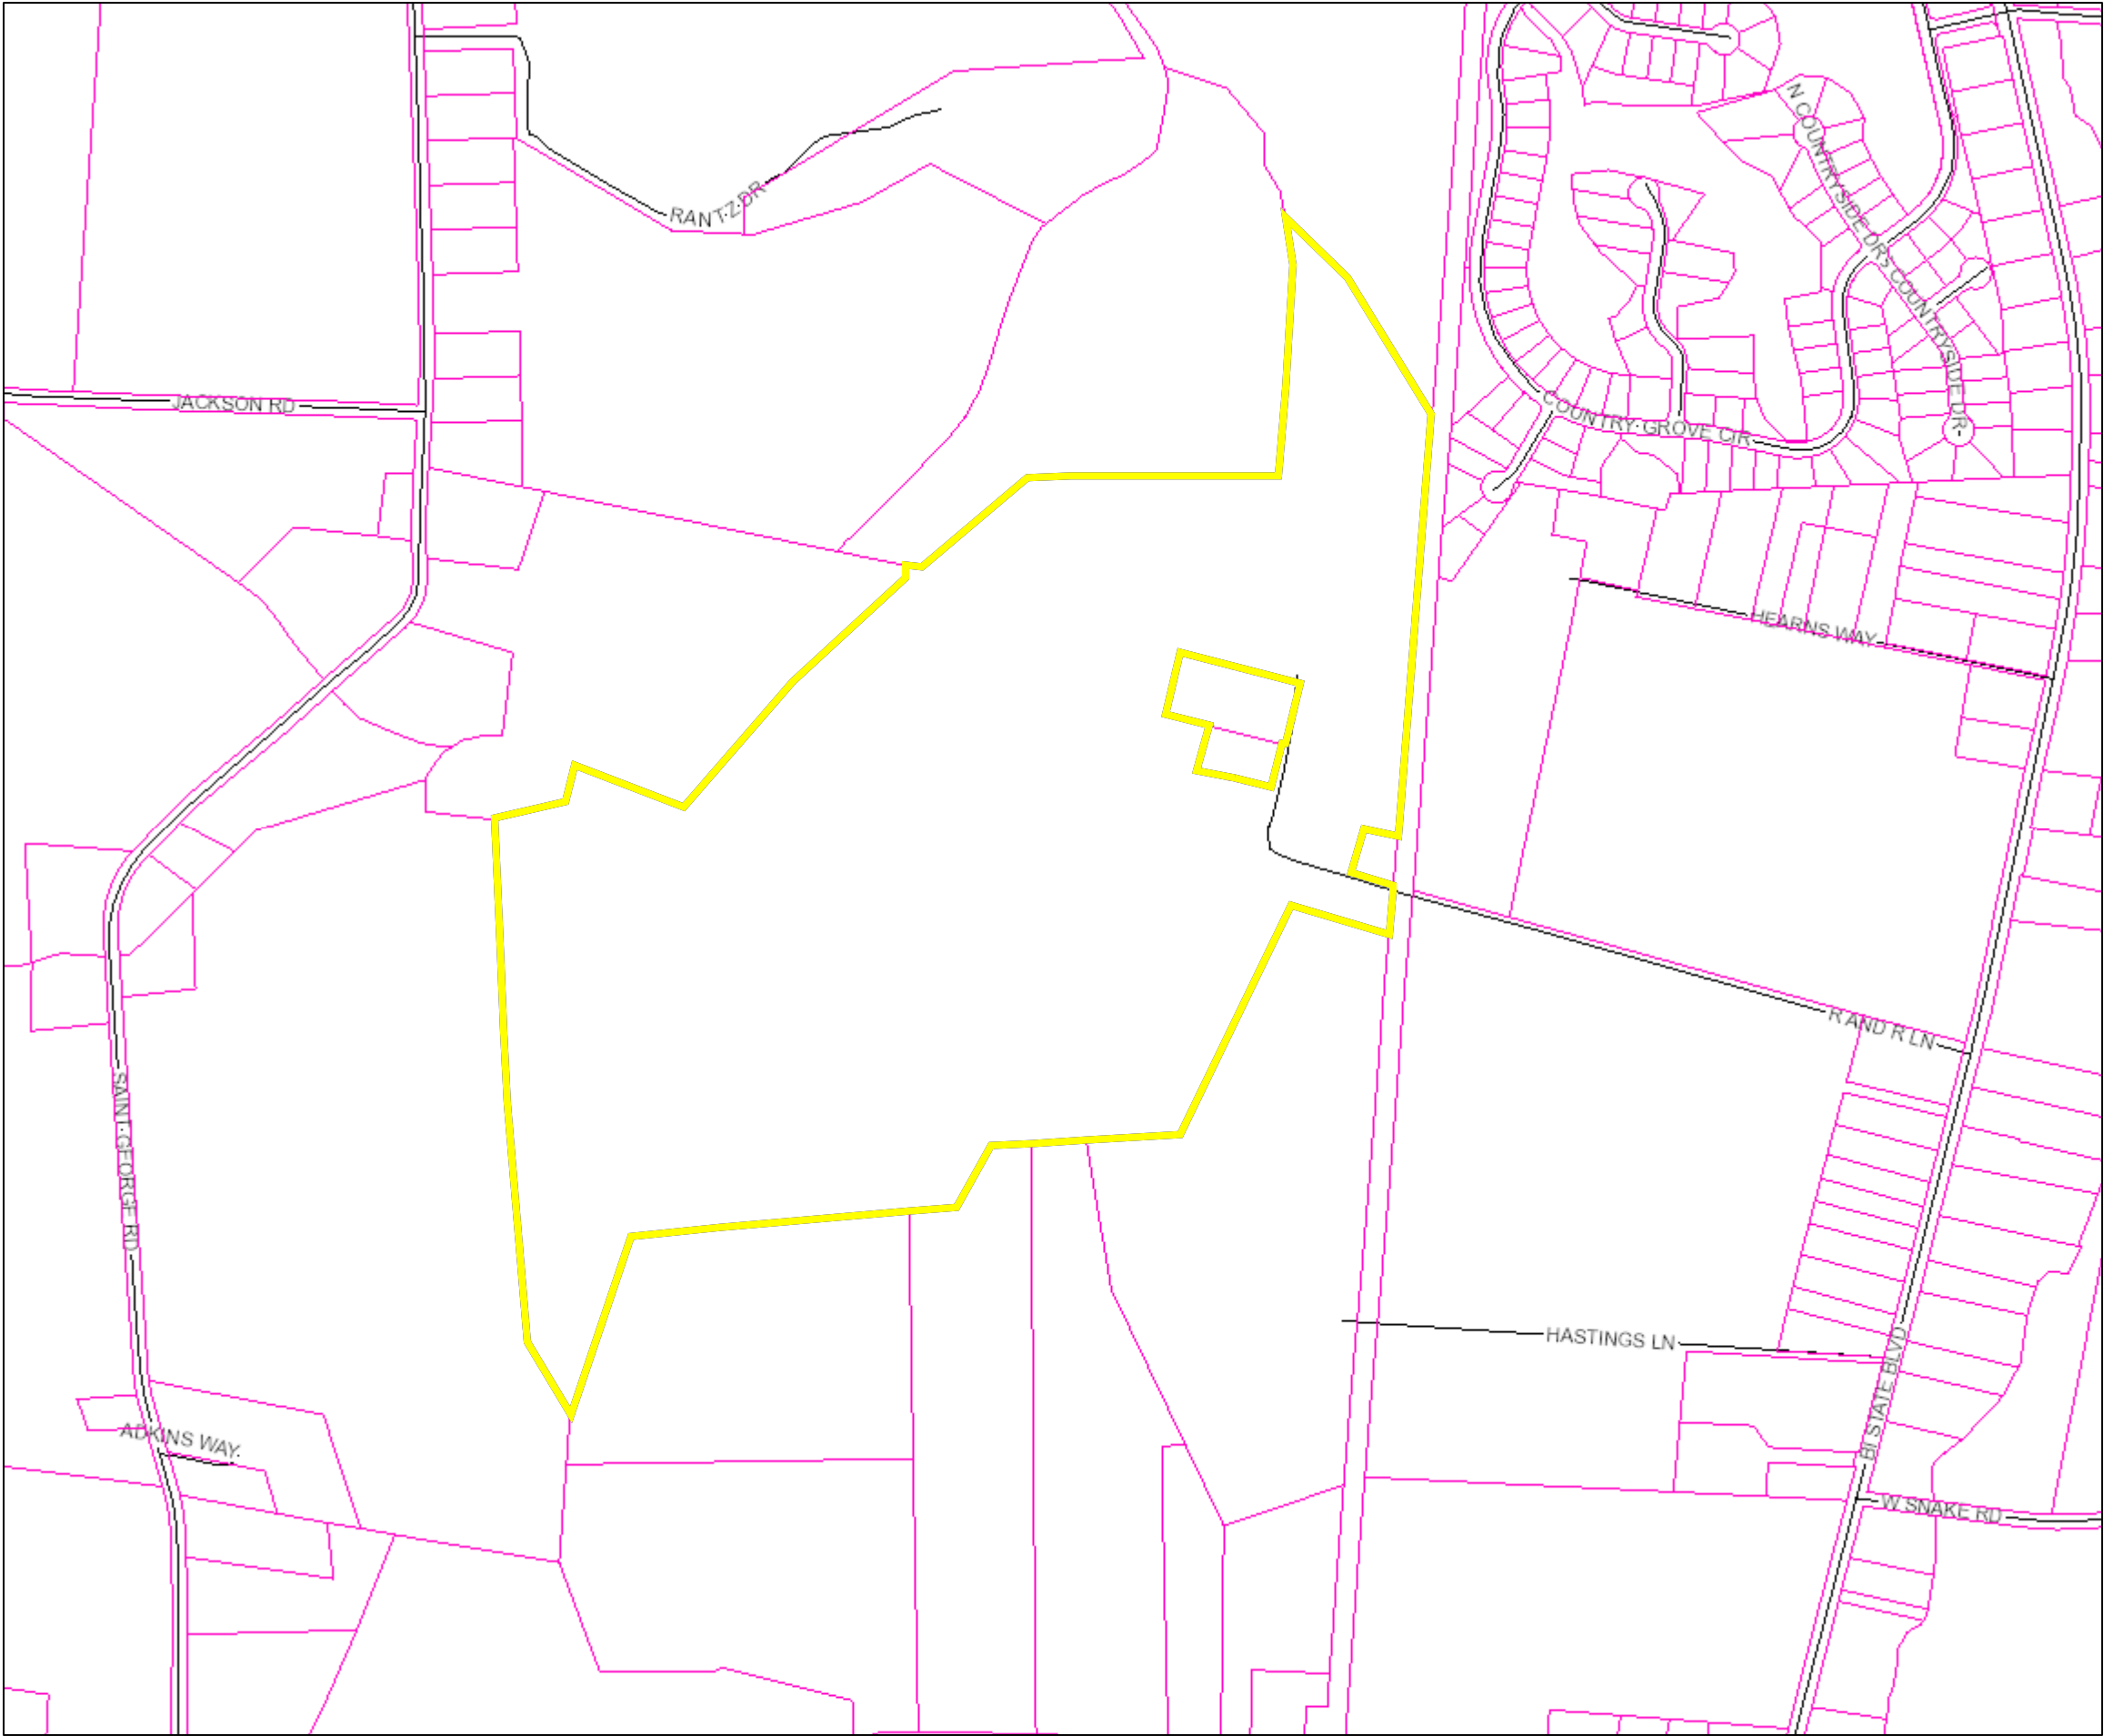 N COUNTRYSIDE DR
RANTZ DR
S COUNTRYSIDE DR
JACKSON RD
COUNTRY GROVE CIR
HEARNS WAY
R AND R LN
SAINT GEORGE RD
HASTINGS LN
BI STATE BLVD
ADKINS WAY
W SNAKE RD